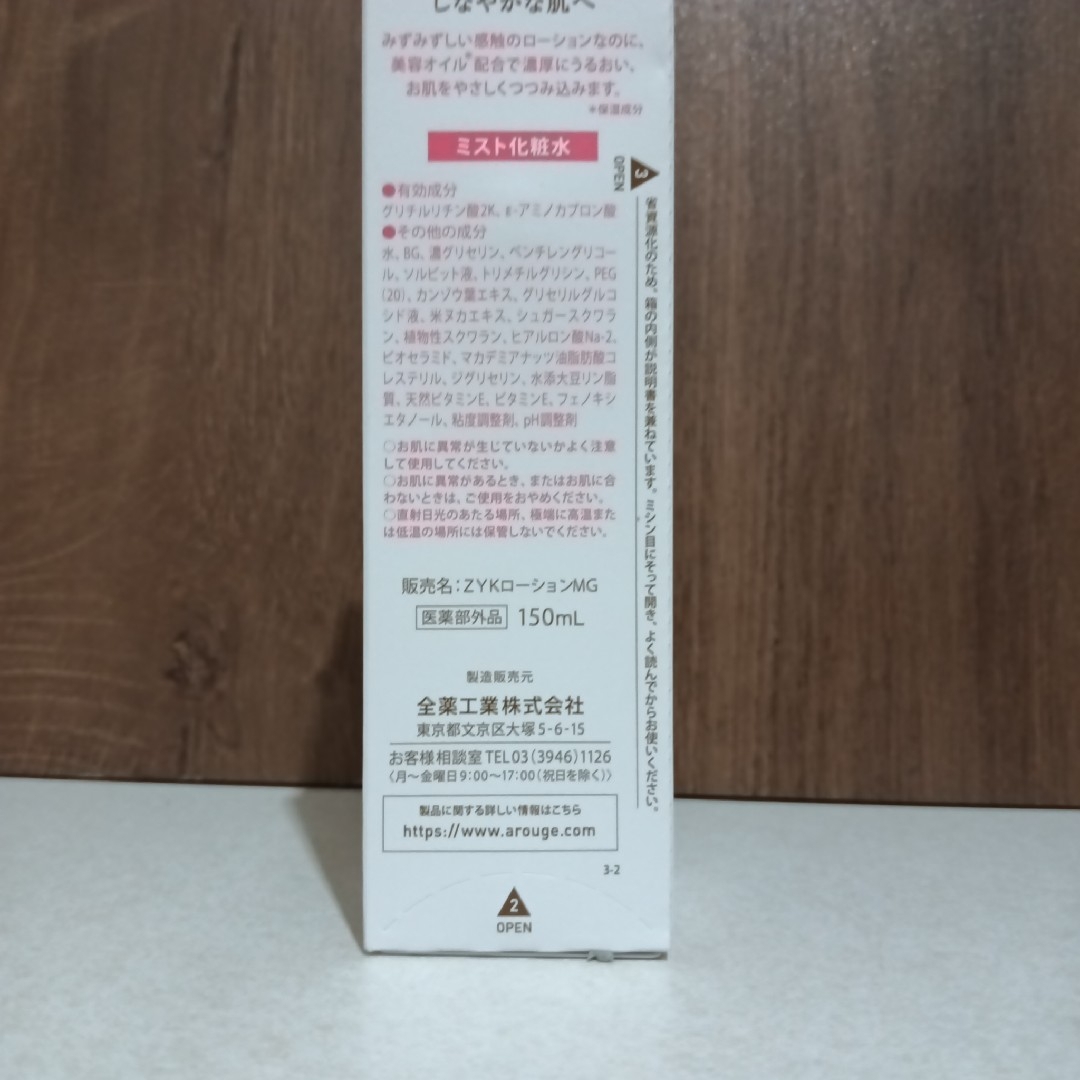 しなやかな肌へ
みずみずしい感触のローションなのに、
美容オイル*配合で濃厚にうるおい、
お肌をやさしくつつみ込みます。
*保湿成分
ミスト化粧水
●有効成分
グリチルリチン酸2K、ε-アミノカプロン酸
●その他の成分
水、BG、濃グリセリン、ペンチレングリコー
ル、ソルビット液、トリメチルグリシン、PEG
(20)、カンゾウ葉エキス、グリセリルグルコ
シド液、米ヌカエキス、シュガースクワラ
ン、植物性スクワラン、ヒアルロン酸Na-2、
ビオセラミド、マカデミアナッツ油脂肪酸コ
レステリル、ジグリセリン、水添大豆リン脂
質、天然ビタミンE、ビタミンE、フェノキシ
エタノール、粘度調整剤、pH調整剤
○お肌に異常が生じていないかよく注意
して使用してください。
○お肌に異常があるとき、またはお肌に合
わないときは、ご使用をおやめください。
○直射日光のあたる場所、極端に高温また
は低温の場所には保管しないでください。
販売名:ZYKローションMG
医薬部外品 150mL
製造販売元
全薬工業株式会社
東京都文京区大塚5-6-15
お客様相談室 TEL 03(3946)1126
〈月〜金曜日9:00〜17:00(祝日を除く)〉
製品に関する詳しい情報はこちら
https://www.arouge.com
3-2
2
OPEN
3
OPEN
省資源化のため、箱の内側が説明書を兼ねています。ミシン目にそって開き、よく読んでからお使いください。